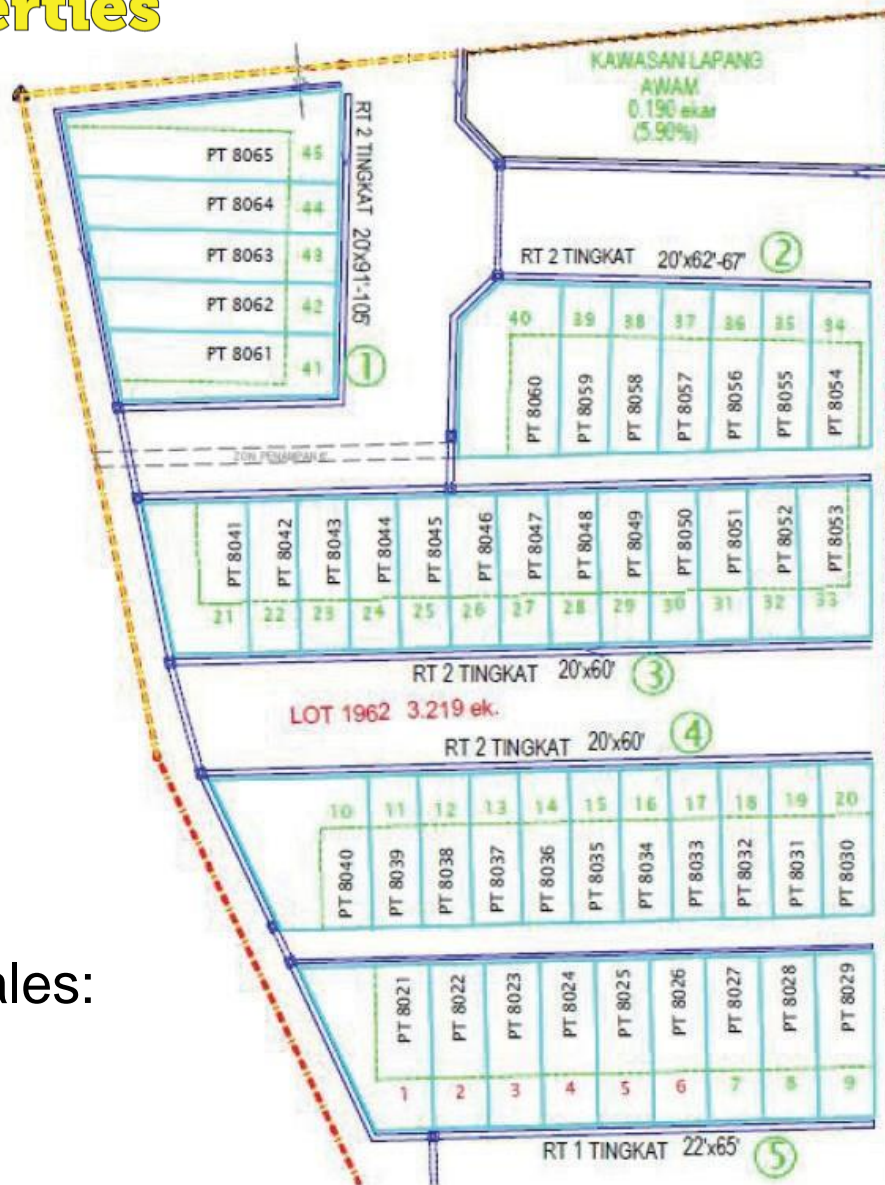 erties
KAWASAN LAPANG
AWAM
0.190 ekar
(5.90%)
PT 8065 45
PT 8064 44
PT 8063 43
PT 8062 42
PT 8061 41
RT 2 TINGKAT 20'x91'-105'
1
RT 2 TINGKAT 20'x62'-67' 2
40 39 38 37 36 35 34
PT 8060 PT 8059 PT 8058 PT 8057 PT 8056 PT 8055 PT 8054
ZON PENAMPAN
PT 8041 PT 8042 PT 8043 PT 8044 PT 8045 PT 8046 PT 8047 PT 8048 PT 8049 PT 8050 PT 8051 PT 8052 PT 8053
21 22 23 24 25 26 27 28 29 30 31 32 33
RT 2 TINGKAT 20'x60' 3
LOT 1962 3.219 ek.
RT 2 TINGKAT 20'x60' 4
10 11 12 13 14 15 16 17 18 19 20
PT 8040 PT 8039 PT 8038 PT 8037 PT 8036 PT 8035 PT 8034 PT 8033 PT 8032 PT 8031 PT 8030
ales:
PT 8021 PT 8022 PT 8023 PT 8024 PT 8025 PT 8026 PT 8027 PT 8028 PT 8029
1 2 3 4 5 6 7 8 9
RT 1 TINGKAT 22'x65' 5